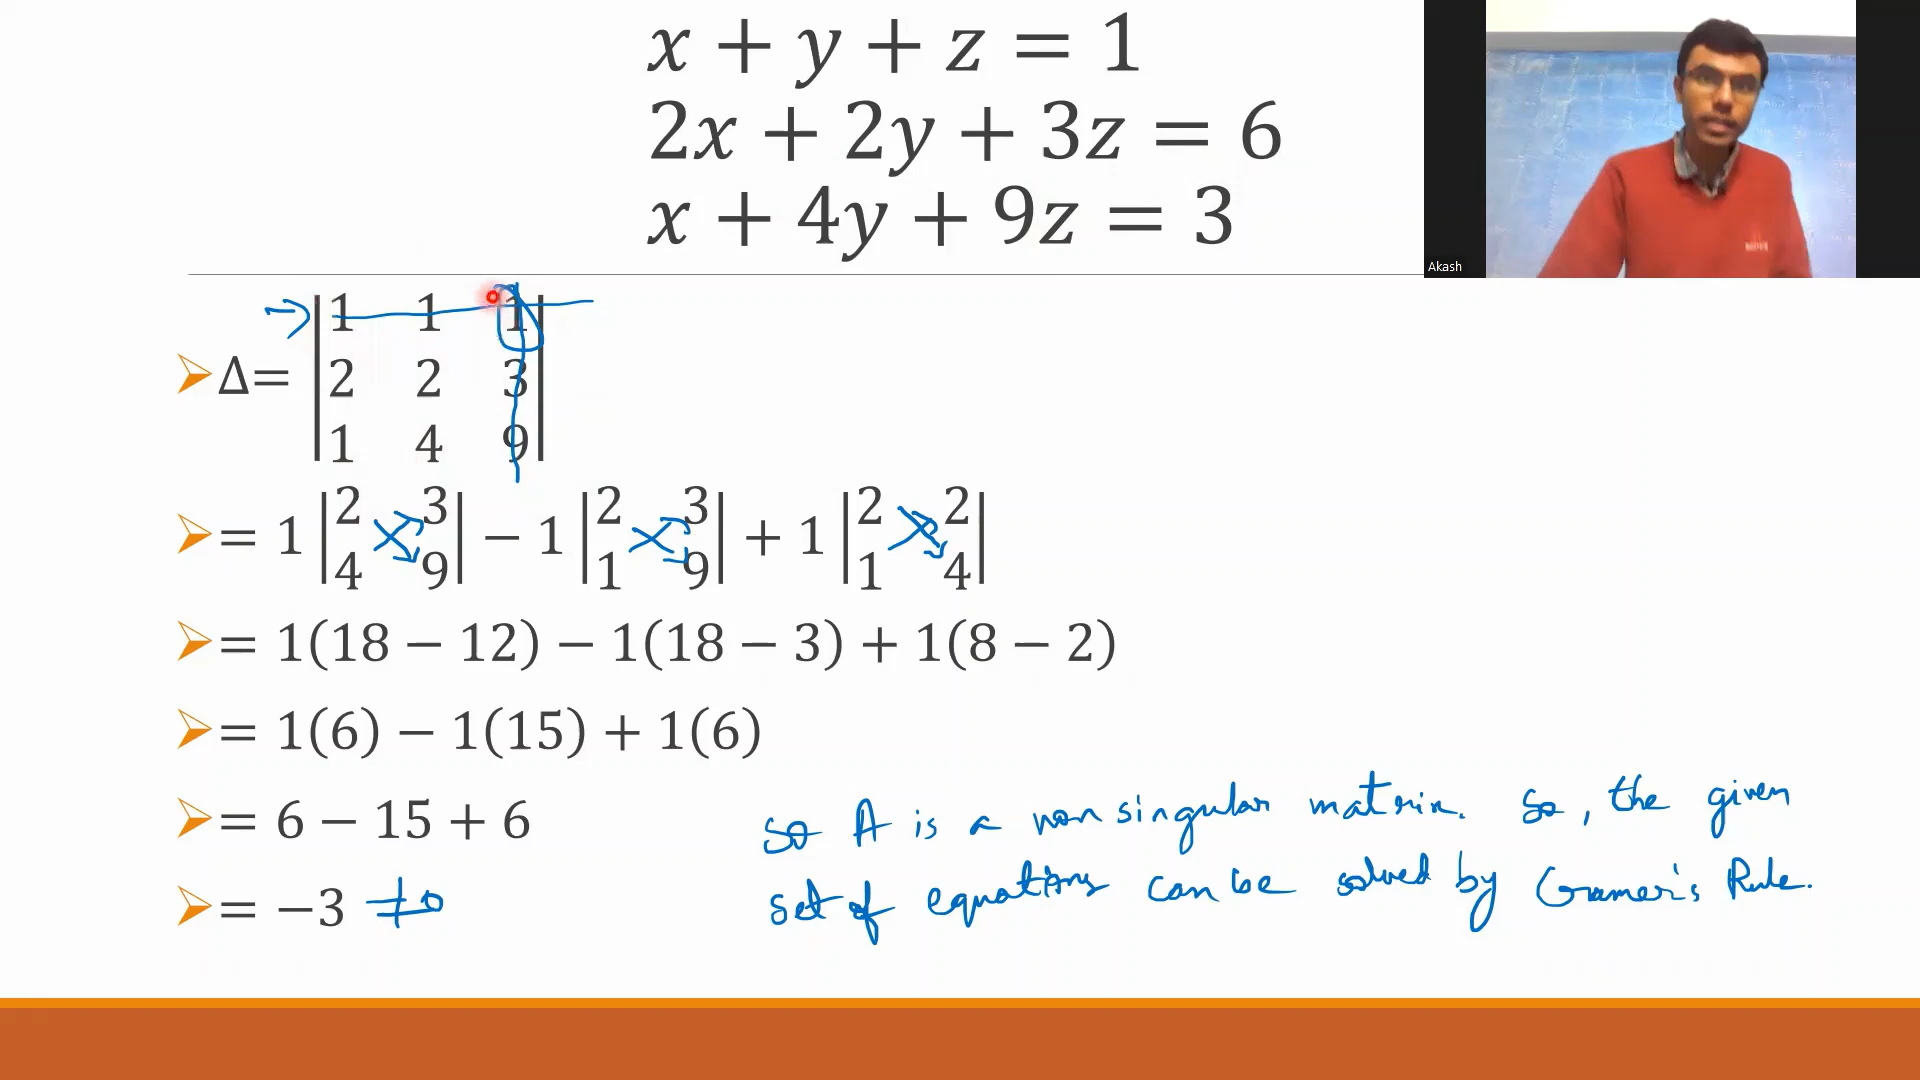 x + y + z = 1
2x + 2y + 3z = 6
x + 4y + 9z = 3
Akash
Δ= |1 1 1|
|2 2 3|
|1 4 9|
= 1 |2 3| − 1 |2 3| + 1 |2 2|
|4 9| |1 9| |1 4|
= 1(18 − 12) − 1(18 − 3) + 1(8 − 2)
= 1(6) − 1(15) + 1(6)
= 6 − 15 + 6
= −3 ≠0
So A is a non singular matrix. So, the given
set of equations can be solved by Cramer's Rule.